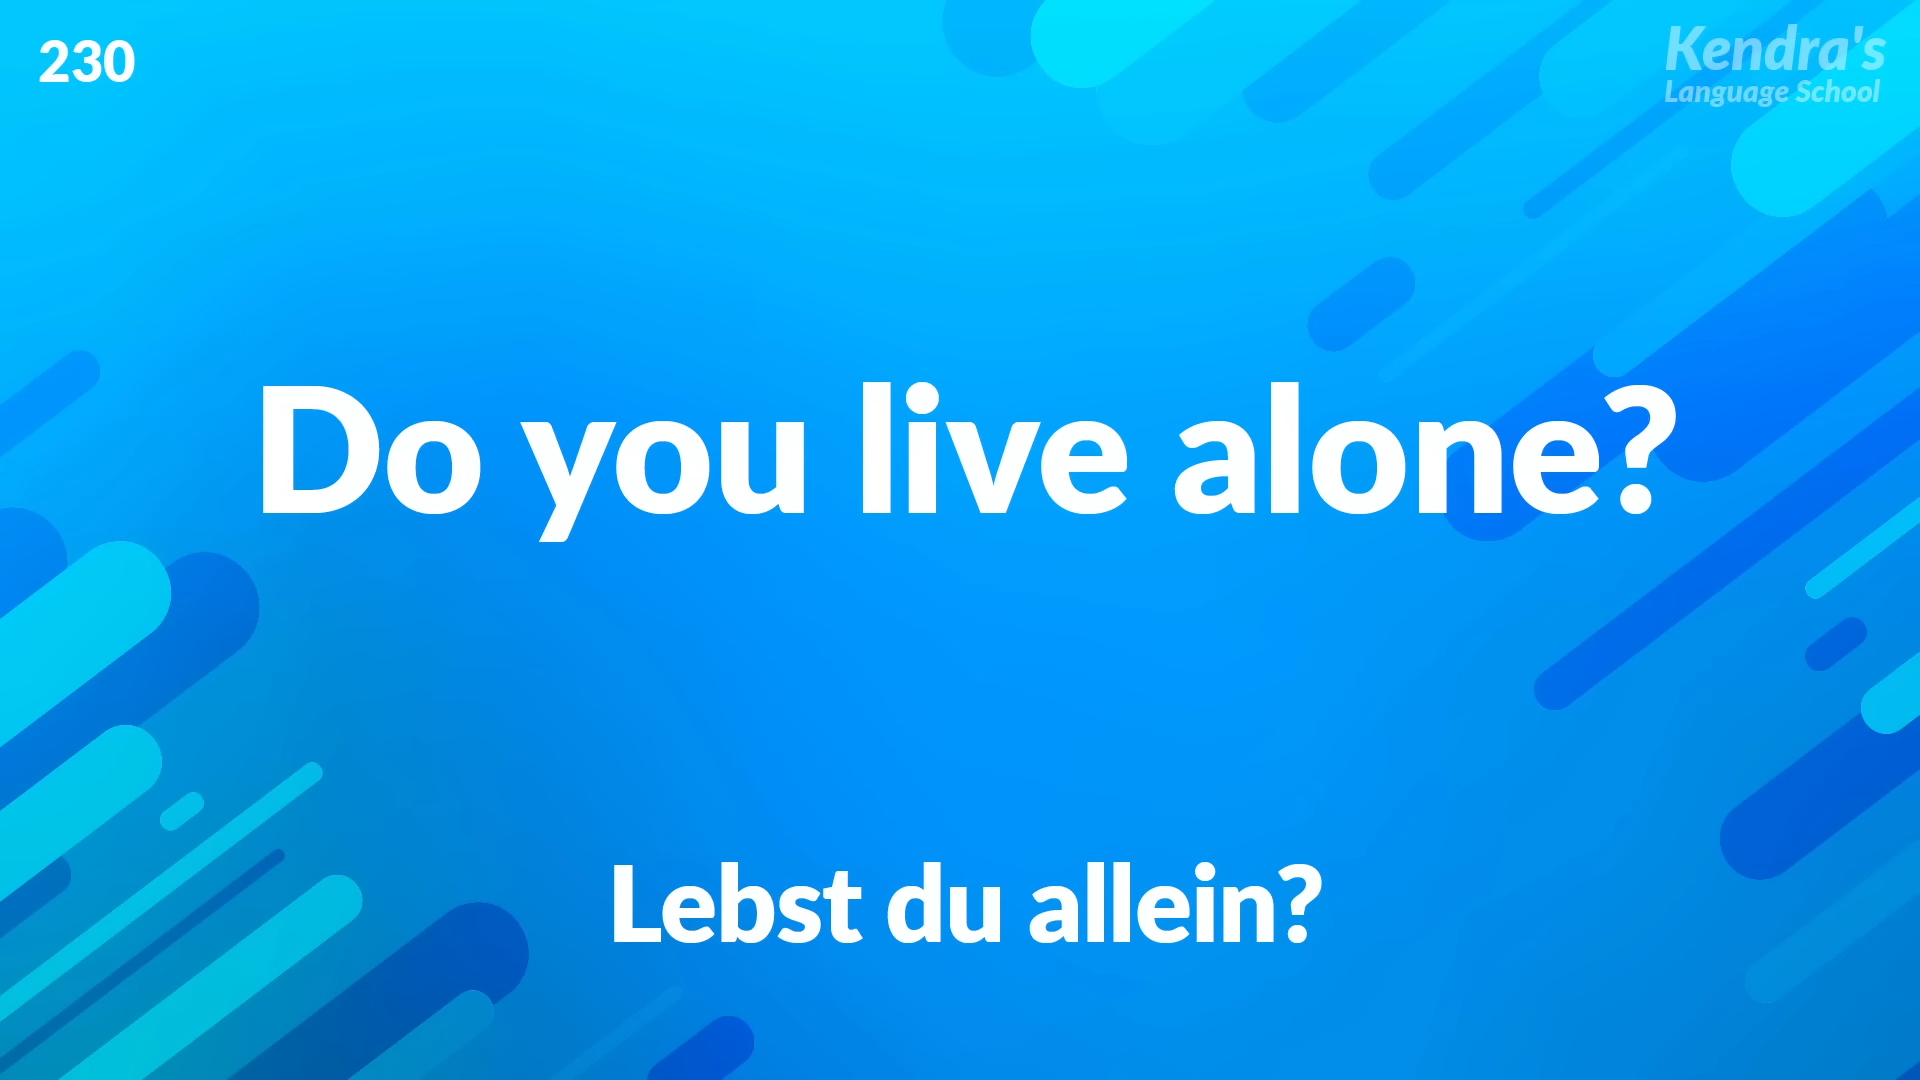 230
Kendra's
Language School
Do you live alone?
Lebst du allein?